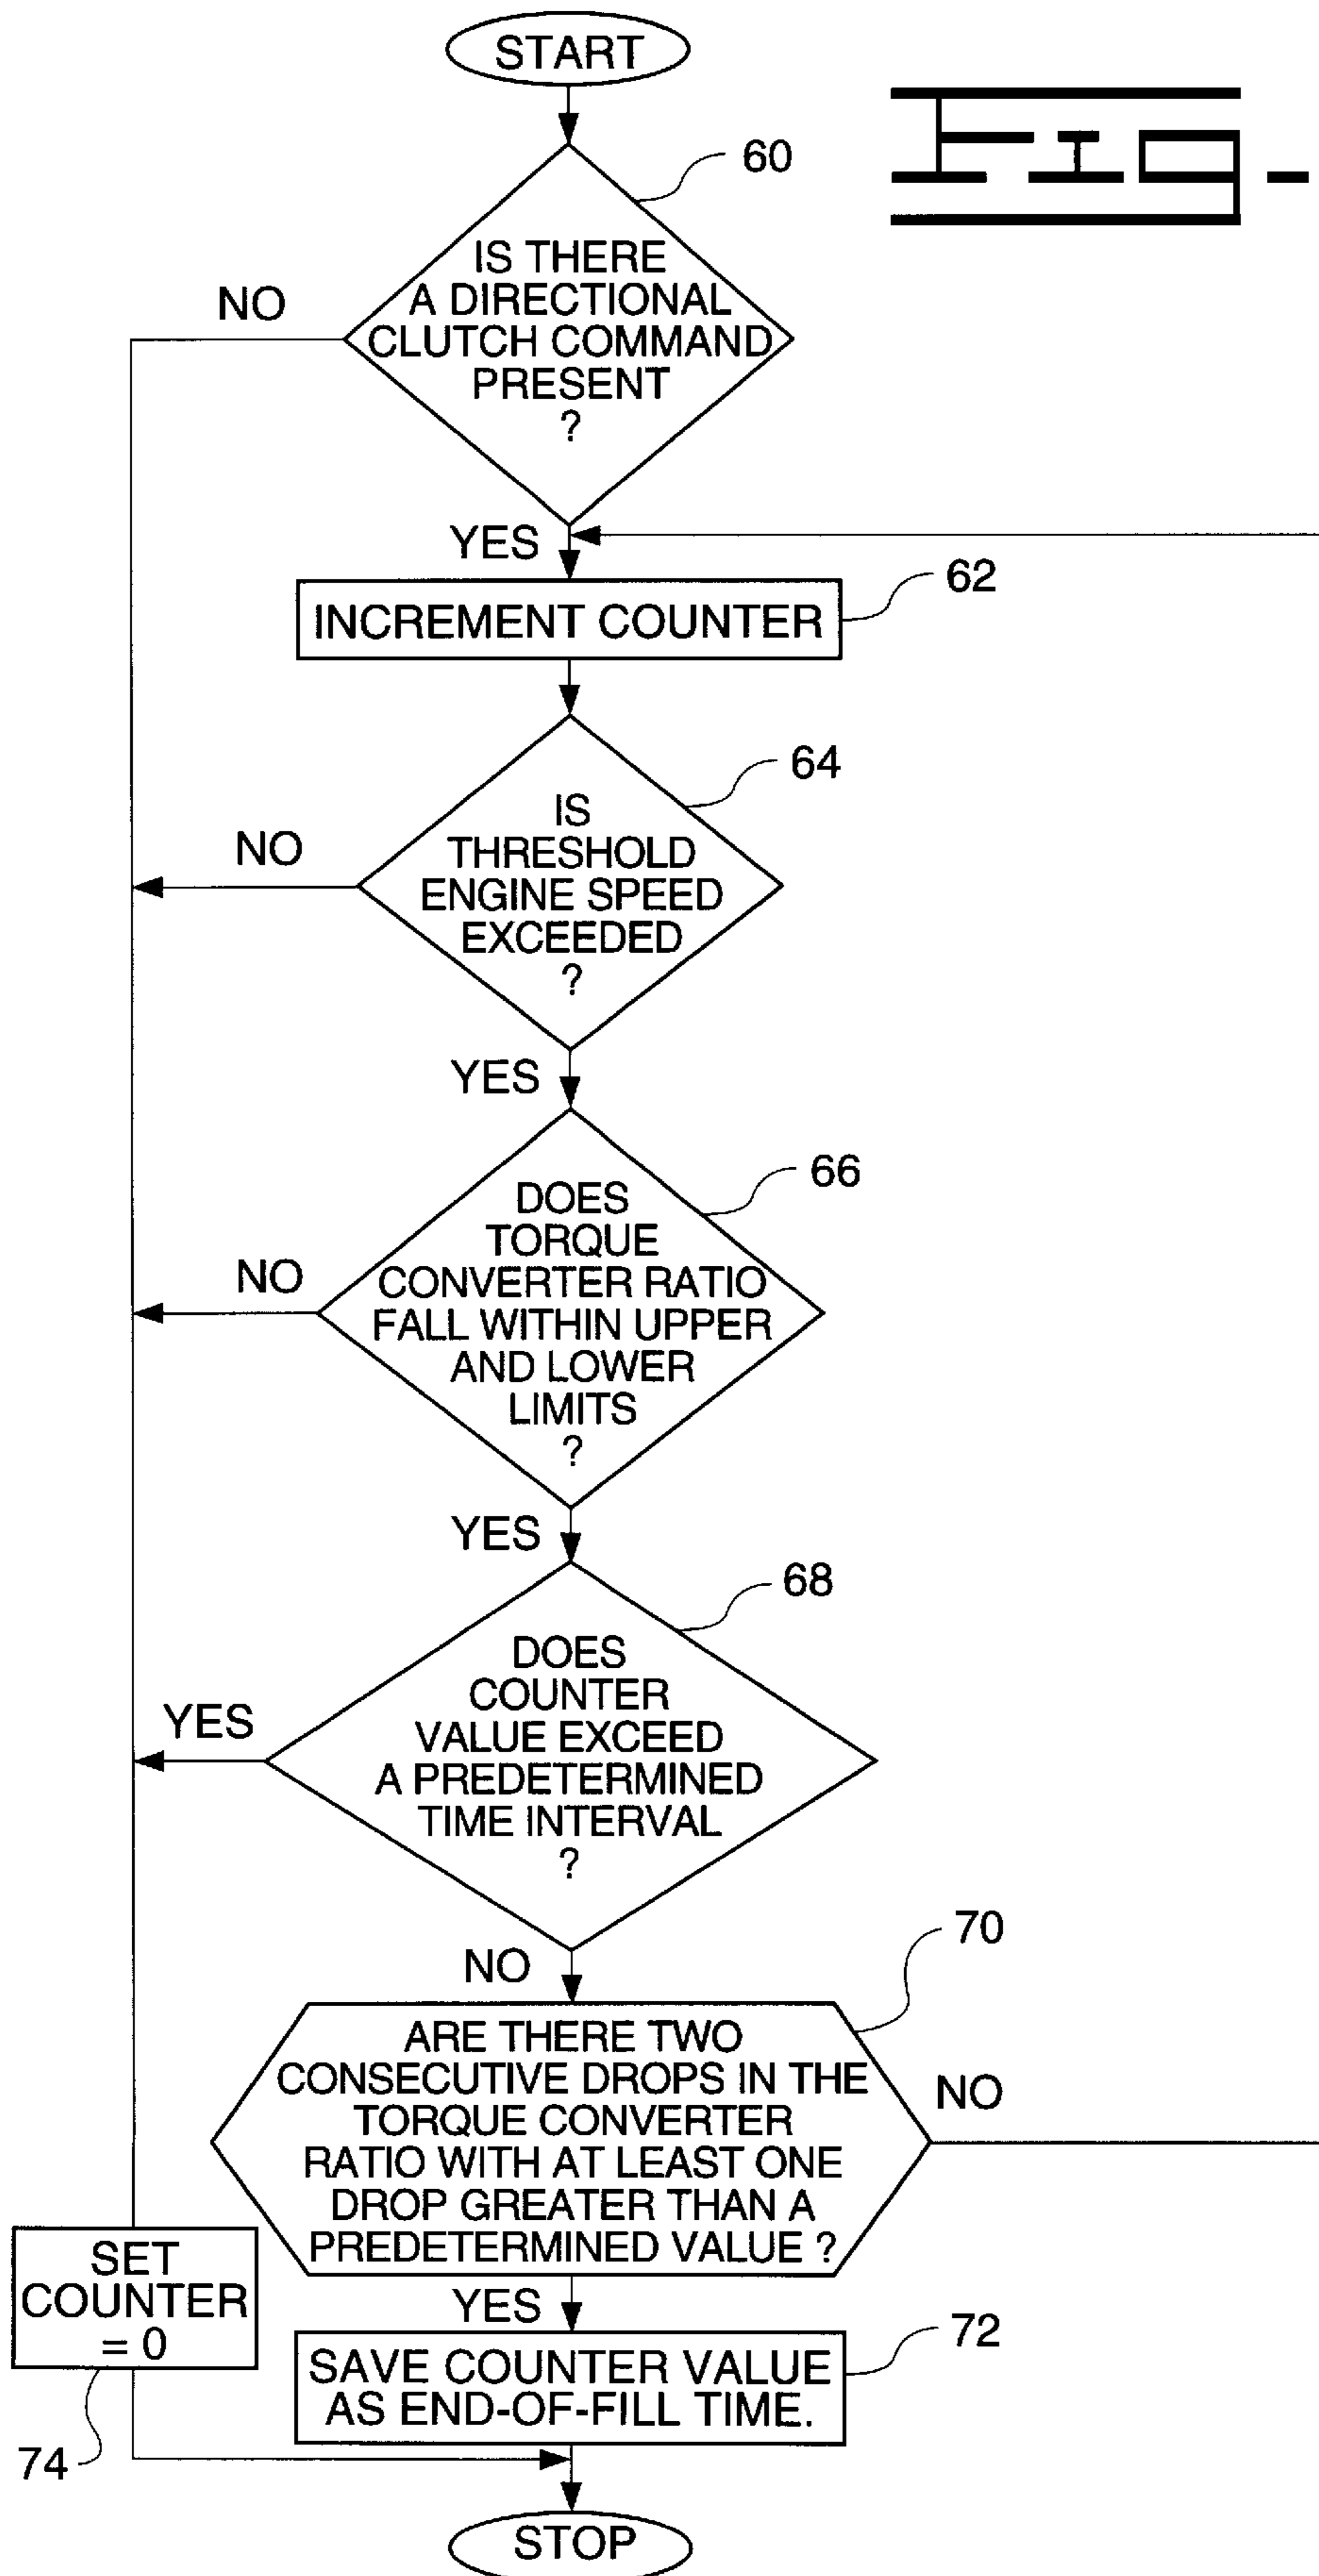 START
Fig-
60
IS THERE
A DIRECTIONAL
CLUTCH COMMAND
PRESENT
?
NO
YES
62
INCREMENT COUNTER
64
IS
THRESHOLD
ENGINE SPEED
EXCEEDED
?
NO
YES
66
DOES
TORQUE
CONVERTER RATIO
FALL WITHIN UPPER
AND LOWER
LIMITS
?
NO
YES
68
DOES
COUNTER
VALUE EXCEED
A PREDETERMINED
TIME INTERVAL
?
YES
NO
70
ARE THERE TWO
CONSECUTIVE DROPS IN THE
TORQUE CONVERTER
RATIO WITH AT LEAST ONE
DROP GREATER THAN A
PREDETERMINED VALUE ?
NO
YES
SET
COUNTER
= 0
74
72
SAVE COUNTER VALUE
AS END-OF-FILL TIME.
STOP